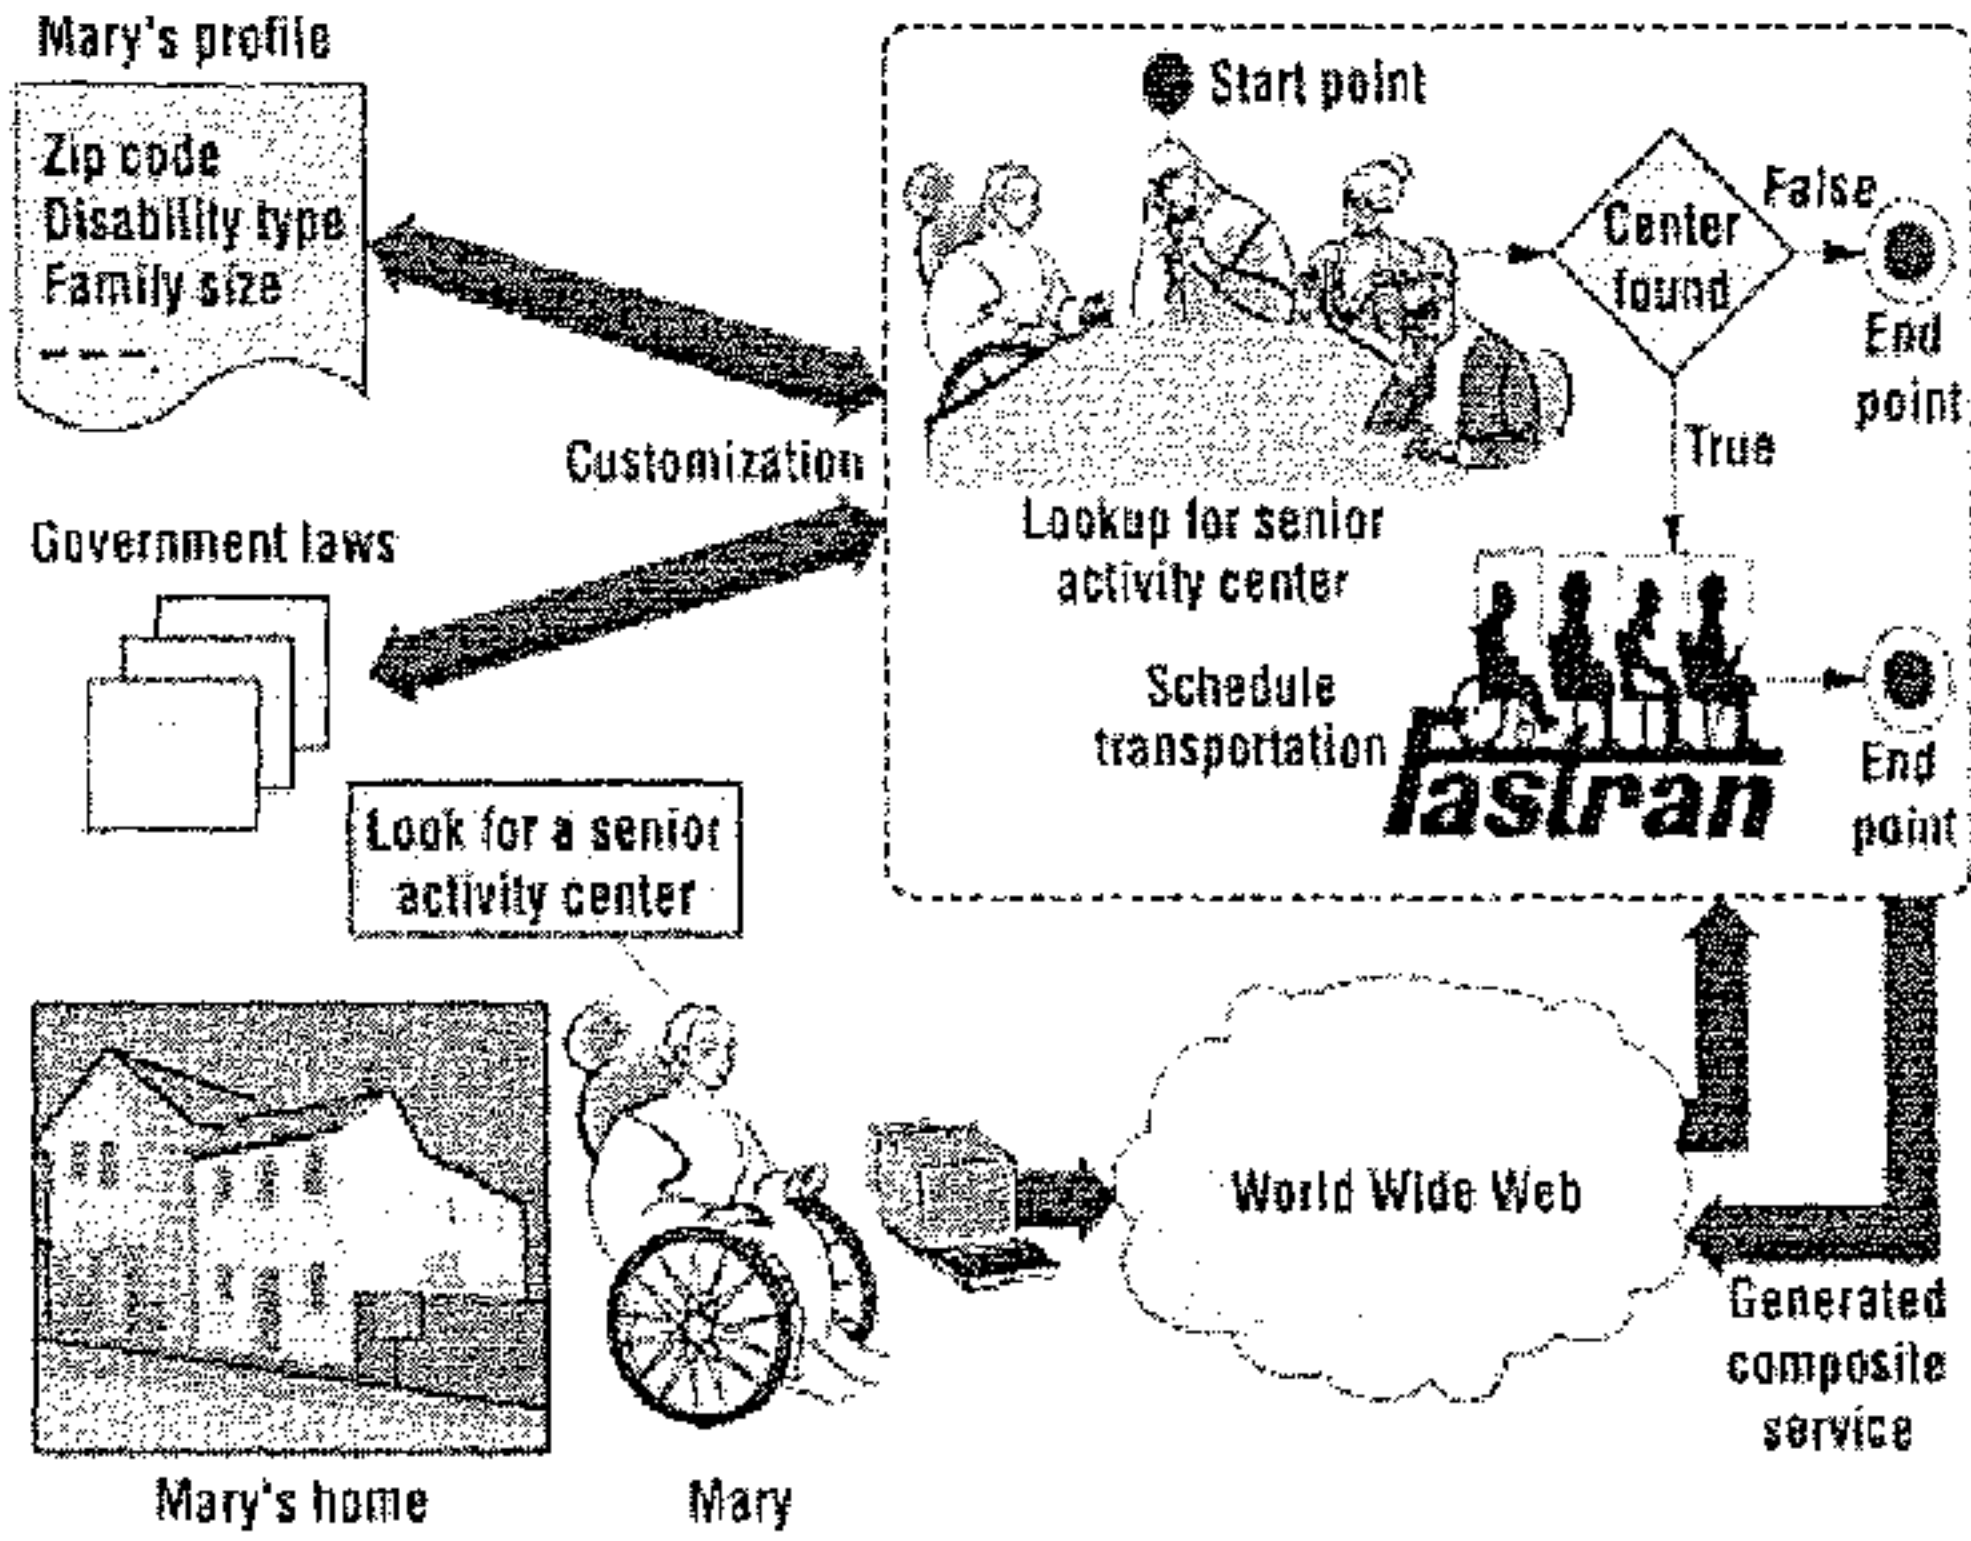 Mary's profile
Zip code
Disability type
Family size
Start point
Center
found
False
End
point
True
Lookup for senior
activity center
Customization
Government laws
Schedule
transportation
fastran
End
point
Look for a senior
activity center
World Wide Web
Generated
composite
service
Mary's home
Mary